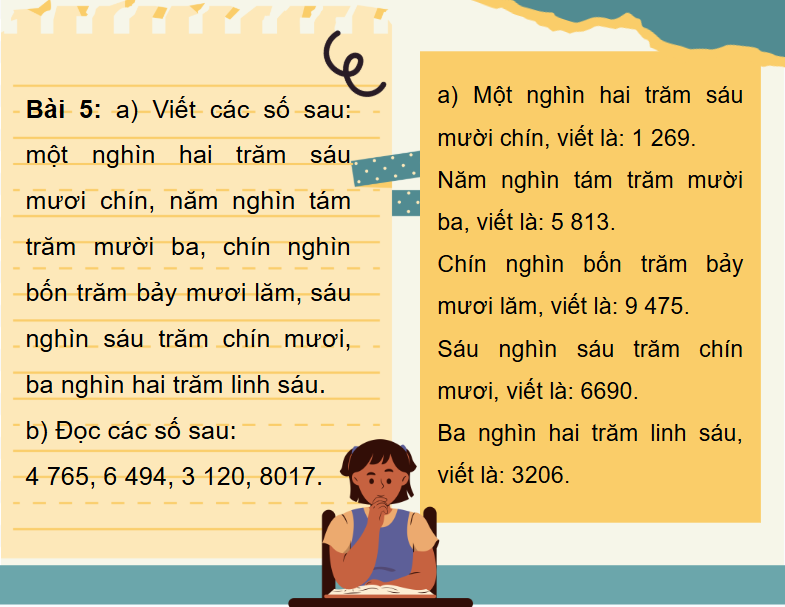 Bài 5: a) Viết các số sau:
một nghìn hai trăm sáu
mươi chín, năm nghìn tám
trăm mười ba, chín nghìn
bốn trăm bảy mươi lăm, sáu
nghìn sáu trăm chín mươi,
ba nghìn hai trăm linh sáu.
b) Đọc các số sau:
4 765, 6 494, 3 120, 8017.
a) Một nghìn hai trăm sáu
mười chín, viết là: 1 269.
Năm nghìn tám trăm mười
ba, viết là: 5 813.
Chín nghìn bốn trăm bảy
mươi lăm, viết là: 9 475.
Sáu nghìn sáu trăm chín
mươi, viết là: 6690.
Ba nghìn hai trăm linh sáu,
viết là: 3206.